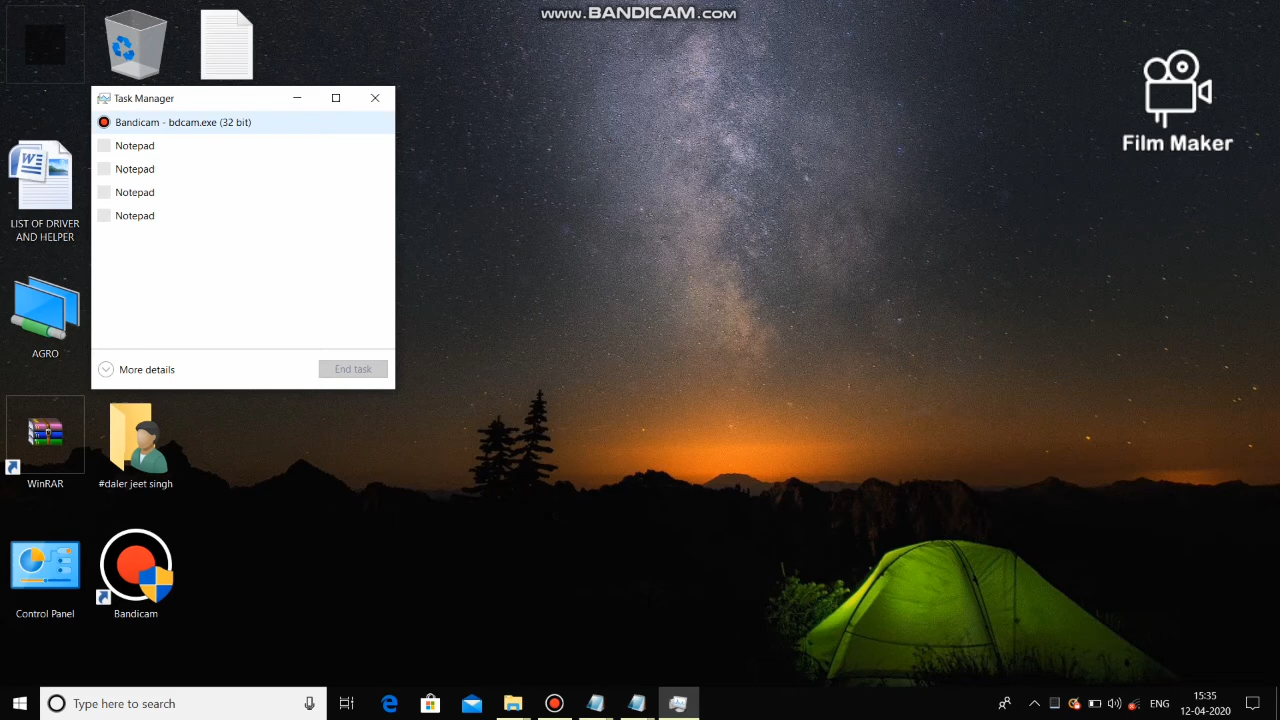 www.BANDICAM.com
Film Maker
Task Manager
Bandicam - bdcam.exe (32 bit)
Notepad
Notepad
Notepad
Notepad
More details
End task
LIST OF DRIVER
AND HELPER
AGRO
WinRAR
#daler jeet singh
Control Panel
Bandicam
Type here to search
ENG
15:35
12-04-2020